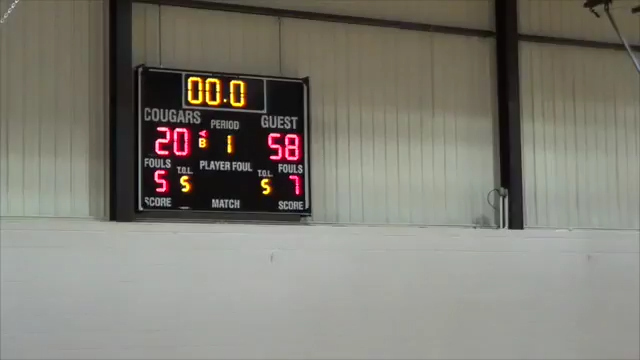 00.0
COUGARS PERIOD GUEST
20 B 1 58
FOULS T.O.L. PLAYER FOUL T.O.L. FOULS
5 5 5 7
SCORE MATCH SCORE